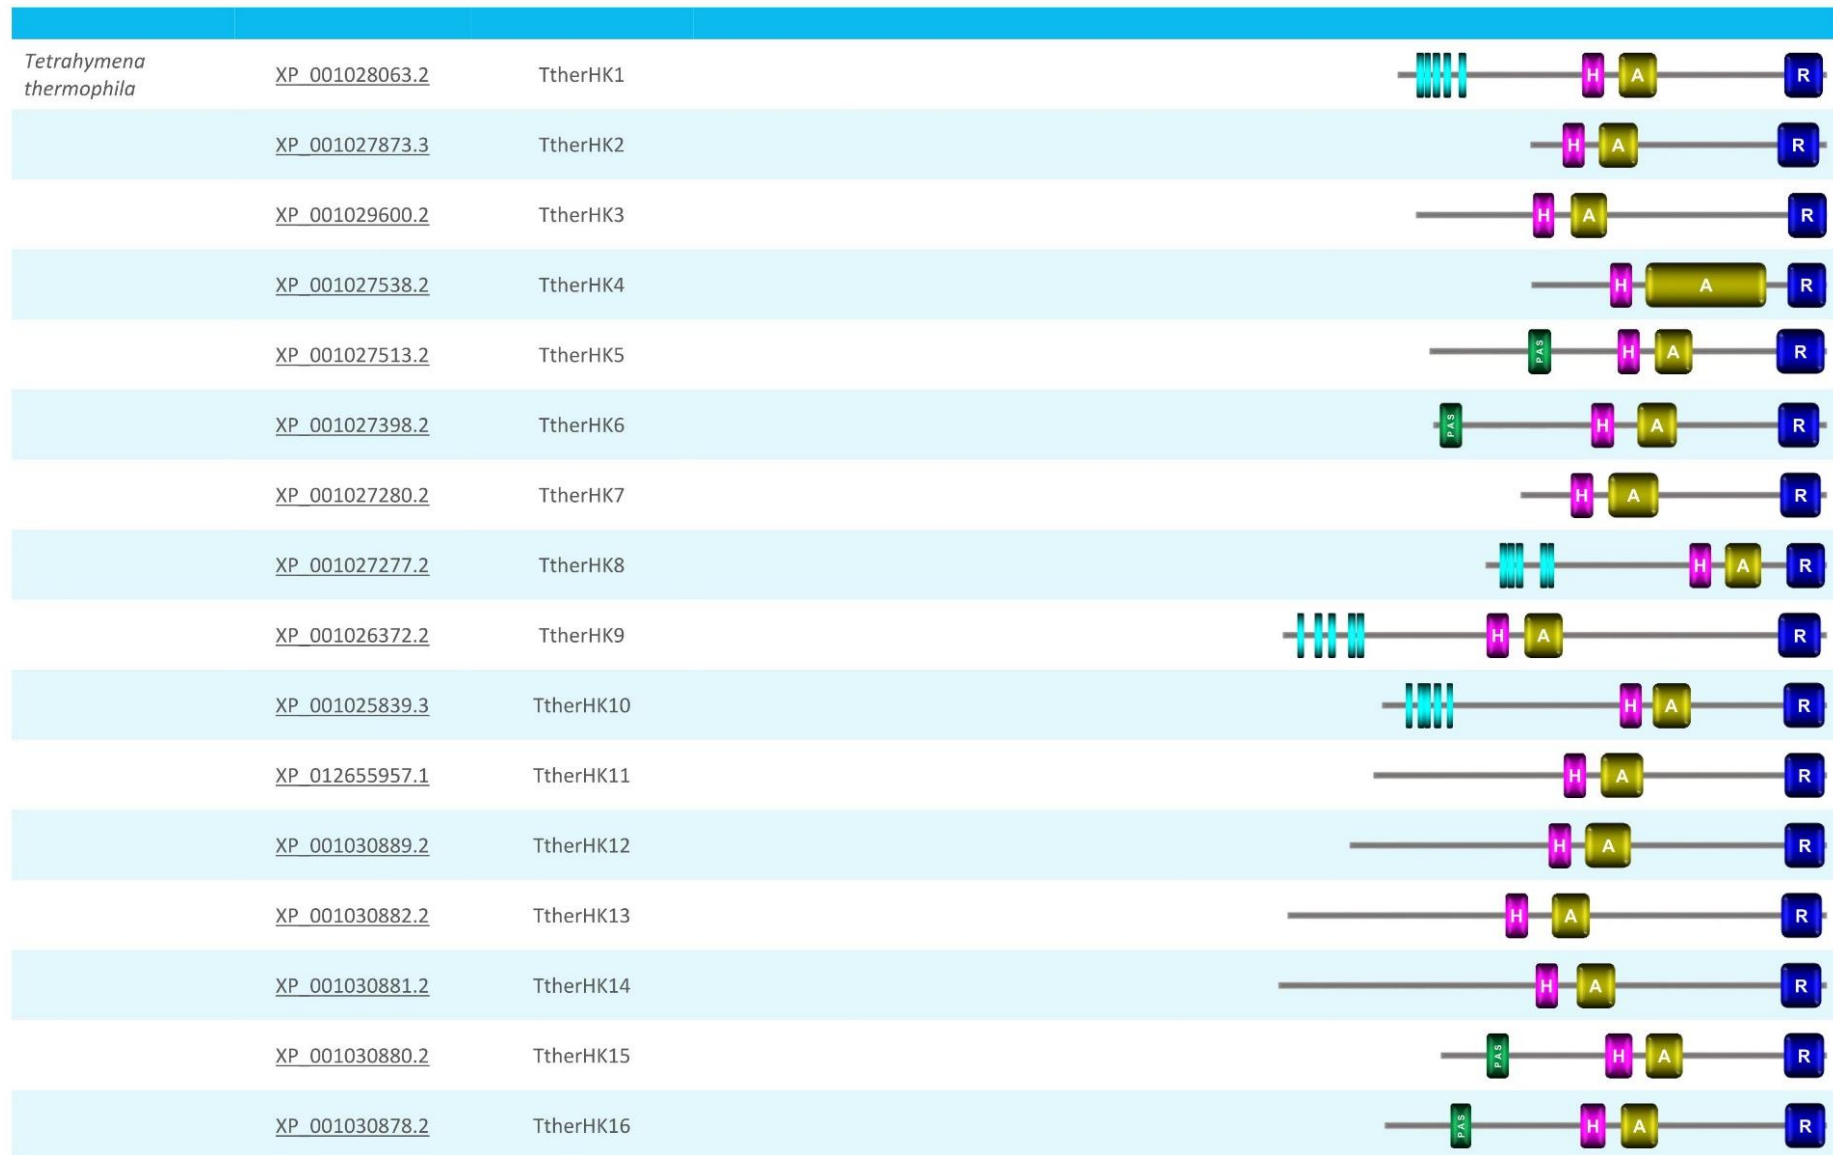 Tetrahymena
thermophila
XP_001028063.2 TtherHK1 H A R
XP_001027873.3 TtherHK2 H A R
XP_001029600.2 TtherHK3 H A R
XP_001027538.2 TtherHK4 H A R
XP_001027513.2 TtherHK5 PAS H A R
XP_001027398.2 TtherHK6 PAS H A R
XP_001027280.2 TtherHK7 H A R
XP_001027277.2 TtherHK8 H A R
XP_001026372.2 TtherHK9 H A R
XP_001025839.3 TtherHK10 H A R
XP_012655957.1 TtherHK11 H A R
XP_001030889.2 TtherHK12 H A R
XP_001030882.2 TtherHK13 H A R
XP_001030881.2 TtherHK14 H A R
XP_001030880.2 TtherHK15 PAS H A R
XP_001030878.2 TtherHK16 PAS H A R